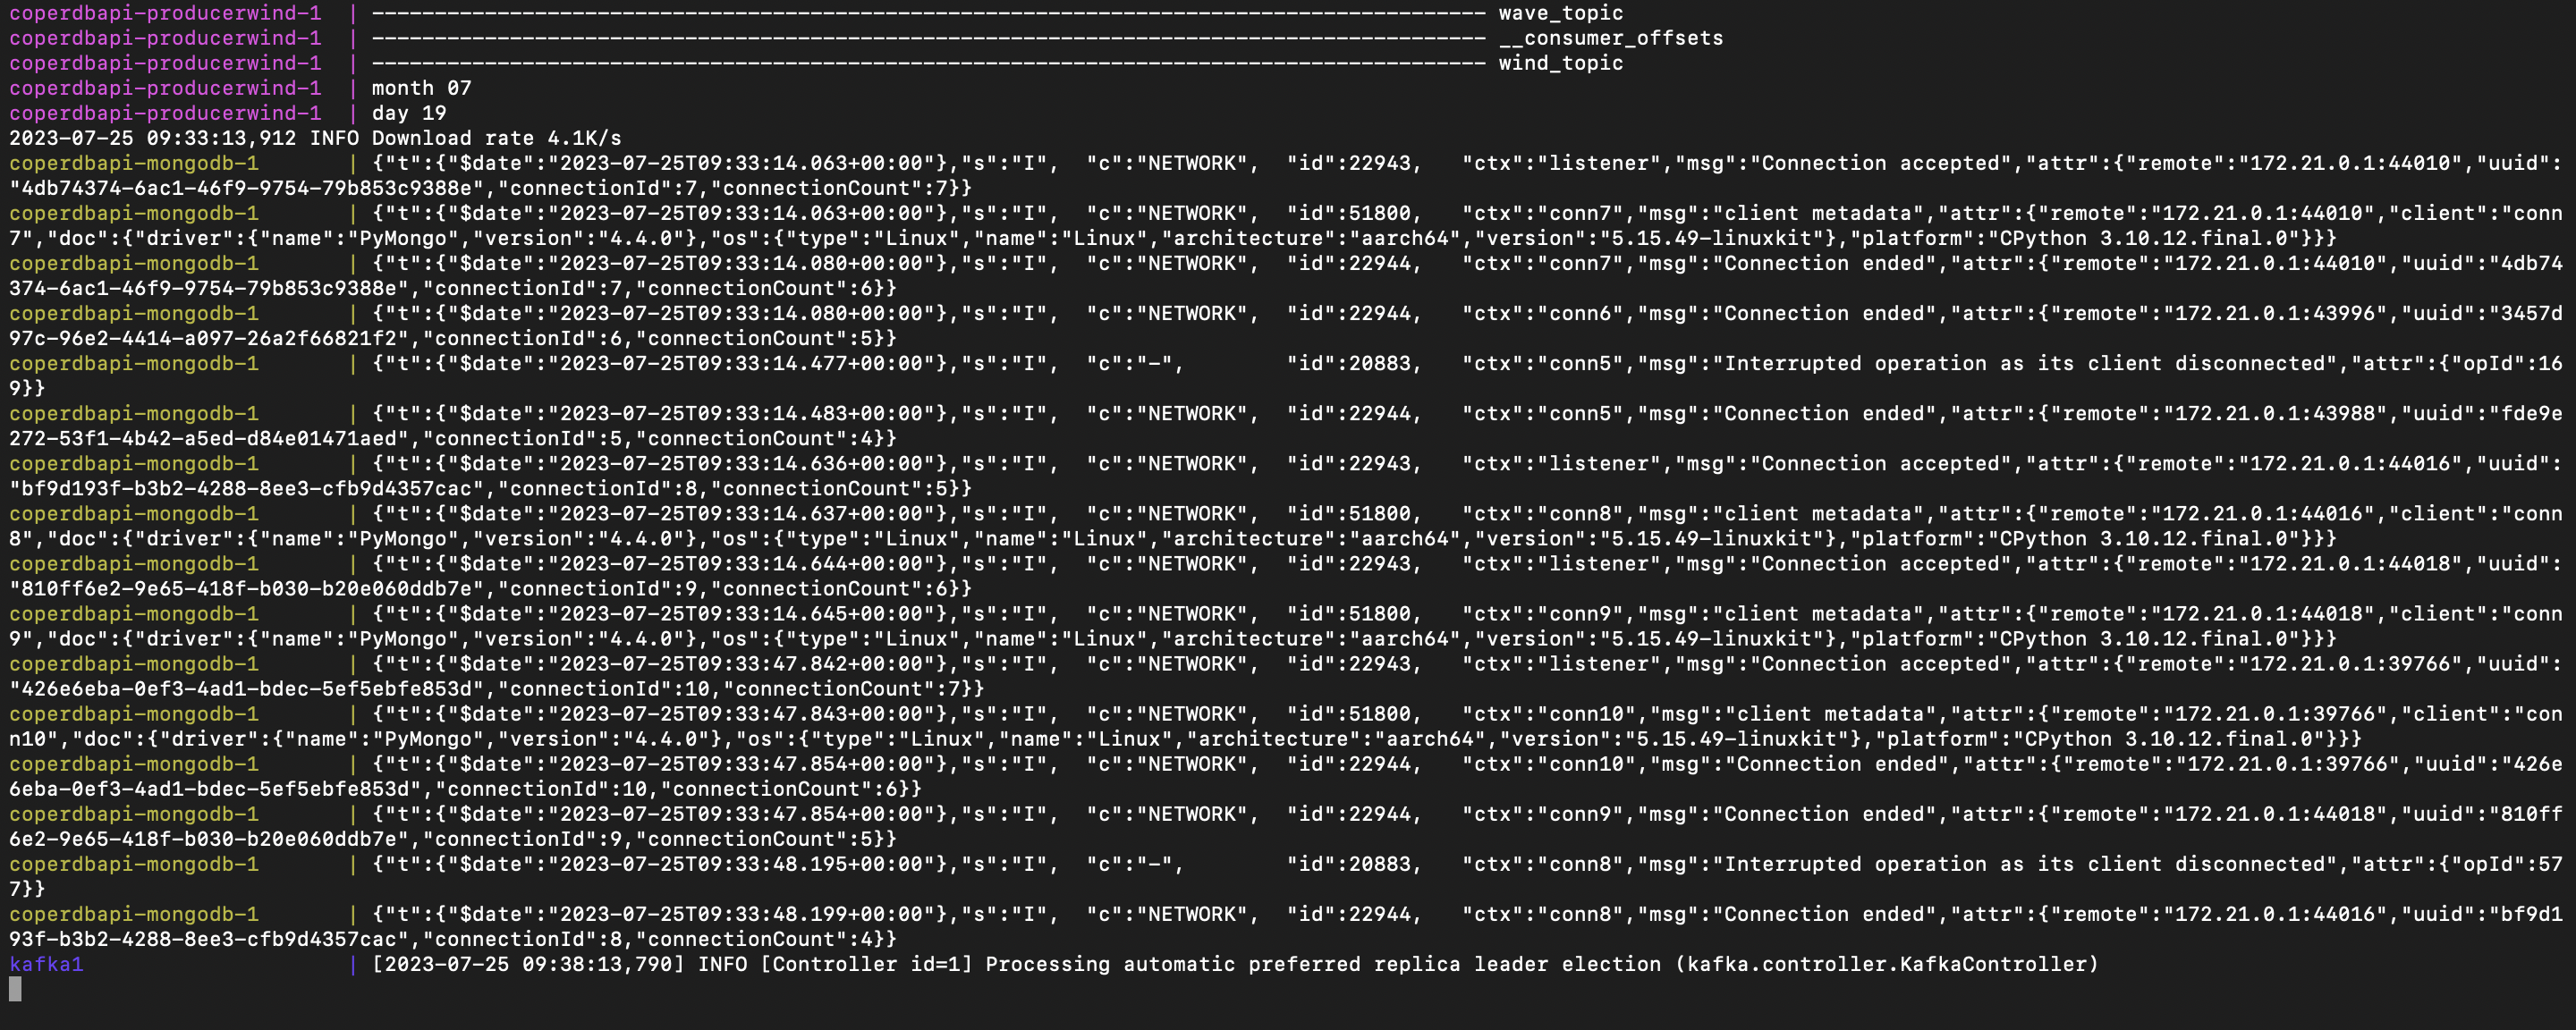 coperdbapi-producerwind-1  | ----------------------------------------------------------------------------------------- wave_topic
coperdbapi-producerwind-1  | ----------------------------------------------------------------------------------------- __consumer_offsets
coperdbapi-producerwind-1  | ----------------------------------------------------------------------------------------- wind_topic
coperdbapi-producerwind-1  | month 07
coperdbapi-producerwind-1  | day 19
2023-07-25 09:33:13,912 INFO Download rate 4.1K/s
coperdbapi-mongodb-1       | {"t":{"$date":"2023-07-25T09:33:14.063+00:00"},"s":"I",  "c":"NETWORK",  "id":22943,   "ctx":"listener","msg":"Connection accepted","attr":{"remote":"172.21.0.1:44010","uuid":
"4db74374-6ac1-46f9-9754-79b853c9388e","connectionId":7,"connectionCount":7}}
coperdbapi-mongodb-1       | {"t":{"$date":"2023-07-25T09:33:14.063+00:00"},"s":"I",  "c":"NETWORK",  "id":51800,   "ctx":"conn7","msg":"client metadata","attr":{"remote":"172.21.0.1:44010","client":"conn
7","doc":{"driver":{"name":"PyMongo","version":"4.4.0"},"os":{"type":"Linux","name":"Linux","architecture":"aarch64","version":"5.15.49-linuxkit"},"platform":"CPython 3.10.12.final.0"}}}
coperdbapi-mongodb-1       | {"t":{"$date":"2023-07-25T09:33:14.080+00:00"},"s":"I",  "c":"NETWORK",  "id":22944,   "ctx":"conn7","msg":"Connection ended","attr":{"remote":"172.21.0.1:44010","uuid":"4db74
374-6ac1-46f9-9754-79b853c9388e","connectionId":7,"connectionCount":6}}
coperdbapi-mongodb-1       | {"t":{"$date":"2023-07-25T09:33:14.080+00:00"},"s":"I",  "c":"NETWORK",  "id":22944,   "ctx":"conn6","msg":"Connection ended","attr":{"remote":"172.21.0.1:43996","uuid":"3457d
97c-96e2-4414-a097-26a2f66821f2","connectionId":6,"connectionCount":5}}
coperdbapi-mongodb-1       | {"t":{"$date":"2023-07-25T09:33:14.477+00:00"},"s":"I",  "c":"-",        "id":20883,   "ctx":"conn5","msg":"Interrupted operation as its client disconnected","attr":{"opId":16
9}}
coperdbapi-mongodb-1       | {"t":{"$date":"2023-07-25T09:33:14.483+00:00"},"s":"I",  "c":"NETWORK",  "id":22944,   "ctx":"conn5","msg":"Connection ended","attr":{"remote":"172.21.0.1:43988","uuid":"fde9e
272-53f1-4b42-a5ed-d84e01471aed","connectionId":5,"connectionCount":4}}
coperdbapi-mongodb-1       | {"t":{"$date":"2023-07-25T09:33:14.636+00:00"},"s":"I",  "c":"NETWORK",  "id":22943,   "ctx":"listener","msg":"Connection accepted","attr":{"remote":"172.21.0.1:44016","uuid":
"bf9d193f-b3b2-4288-8ee3-cfb9d4357cac","connectionId":8,"connectionCount":5}}
coperdbapi-mongodb-1       | {"t":{"$date":"2023-07-25T09:33:14.637+00:00"},"s":"I",  "c":"NETWORK",  "id":51800,   "ctx":"conn8","msg":"client metadata","attr":{"remote":"172.21.0.1:44016","client":"conn
8","doc":{"driver":{"name":"PyMongo","version":"4.4.0"},"os":{"type":"Linux","name":"Linux","architecture":"aarch64","version":"5.15.49-linuxkit"},"platform":"CPython 3.10.12.final.0"}}}
coperdbapi-mongodb-1       | {"t":{"$date":"2023-07-25T09:33:14.644+00:00"},"s":"I",  "c":"NETWORK",  "id":22943,   "ctx":"listener","msg":"Connection accepted","attr":{"remote":"172.21.0.1:44018","uuid":
"810ff6e2-9e65-418f-b030-b20e060ddb7e","connectionId":9,"connectionCount":6}}
coperdbapi-mongodb-1       | {"t":{"$date":"2023-07-25T09:33:14.645+00:00"},"s":"I",  "c":"NETWORK",  "id":51800,   "ctx":"conn9","msg":"client metadata","attr":{"remote":"172.21.0.1:44018","client":"conn
9","doc":{"driver":{"name":"PyMongo","version":"4.4.0"},"os":{"type":"Linux","name":"Linux","architecture":"aarch64","version":"5.15.49-linuxkit"},"platform":"CPython 3.10.12.final.0"}}}
coperdbapi-mongodb-1       | {"t":{"$date":"2023-07-25T09:33:47.842+00:00"},"s":"I",  "c":"NETWORK",  "id":22943,   "ctx":"listener","msg":"Connection accepted","attr":{"remote":"172.21.0.1:39766","uuid":
"426e6eba-0ef3-4ad1-bdec-5ef5ebfe853d","connectionId":10,"connectionCount":7}}
coperdbapi-mongodb-1       | {"t":{"$date":"2023-07-25T09:33:47.843+00:00"},"s":"I",  "c":"NETWORK",  "id":51800,   "ctx":"conn10","msg":"client metadata","attr":{"remote":"172.21.0.1:39766","client":"con
n10","doc":{"driver":{"name":"PyMongo","version":"4.4.0"},"os":{"type":"Linux","name":"Linux","architecture":"aarch64","version":"5.15.49-linuxkit"},"platform":"CPython 3.10.12.final.0"}}}
coperdbapi-mongodb-1       | {"t":{"$date":"2023-07-25T09:33:47.854+00:00"},"s":"I",  "c":"NETWORK",  "id":22944,   "ctx":"conn10","msg":"Connection ended","attr":{"remote":"172.21.0.1:39766","uuid":"426e
6eba-0ef3-4ad1-bdec-5ef5ebfe853d","connectionId":10,"connectionCount":6}}
coperdbapi-mongodb-1       | {"t":{"$date":"2023-07-25T09:33:47.854+00:00"},"s":"I",  "c":"NETWORK",  "id":22944,   "ctx":"conn9","msg":"Connection ended","attr":{"remote":"172.21.0.1:44018","uuid":"810ff
6e2-9e65-418f-b030-b20e060ddb7e","connectionId":9,"connectionCount":5}}
coperdbapi-mongodb-1       | {"t":{"$date":"2023-07-25T09:33:48.195+00:00"},"s":"I",  "c":"-",        "id":20883,   "ctx":"conn8","msg":"Interrupted operation as its client disconnected","attr":{"opId":57
7}}
coperdbapi-mongodb-1       | {"t":{"$date":"2023-07-25T09:33:48.199+00:00"},"s":"I",  "c":"NETWORK",  "id":22944,   "ctx":"conn8","msg":"Connection ended","attr":{"remote":"172.21.0.1:44016","uuid":"bf9d1
93f-b3b2-4288-8ee3-cfb9d4357cac","connectionId":8,"connectionCount":4}}
kafka1                     | [2023-07-25 09:38:13,790] INFO [Controller id=1] Processing automatic preferred replica leader election (kafka.controller.KafkaController)